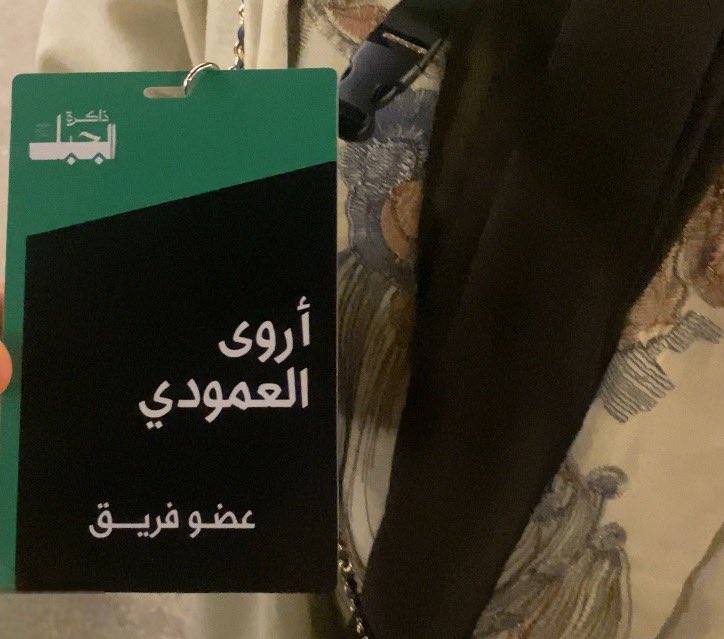 ذاكرة
الجبل
أروى
العمودي
عضو فريق